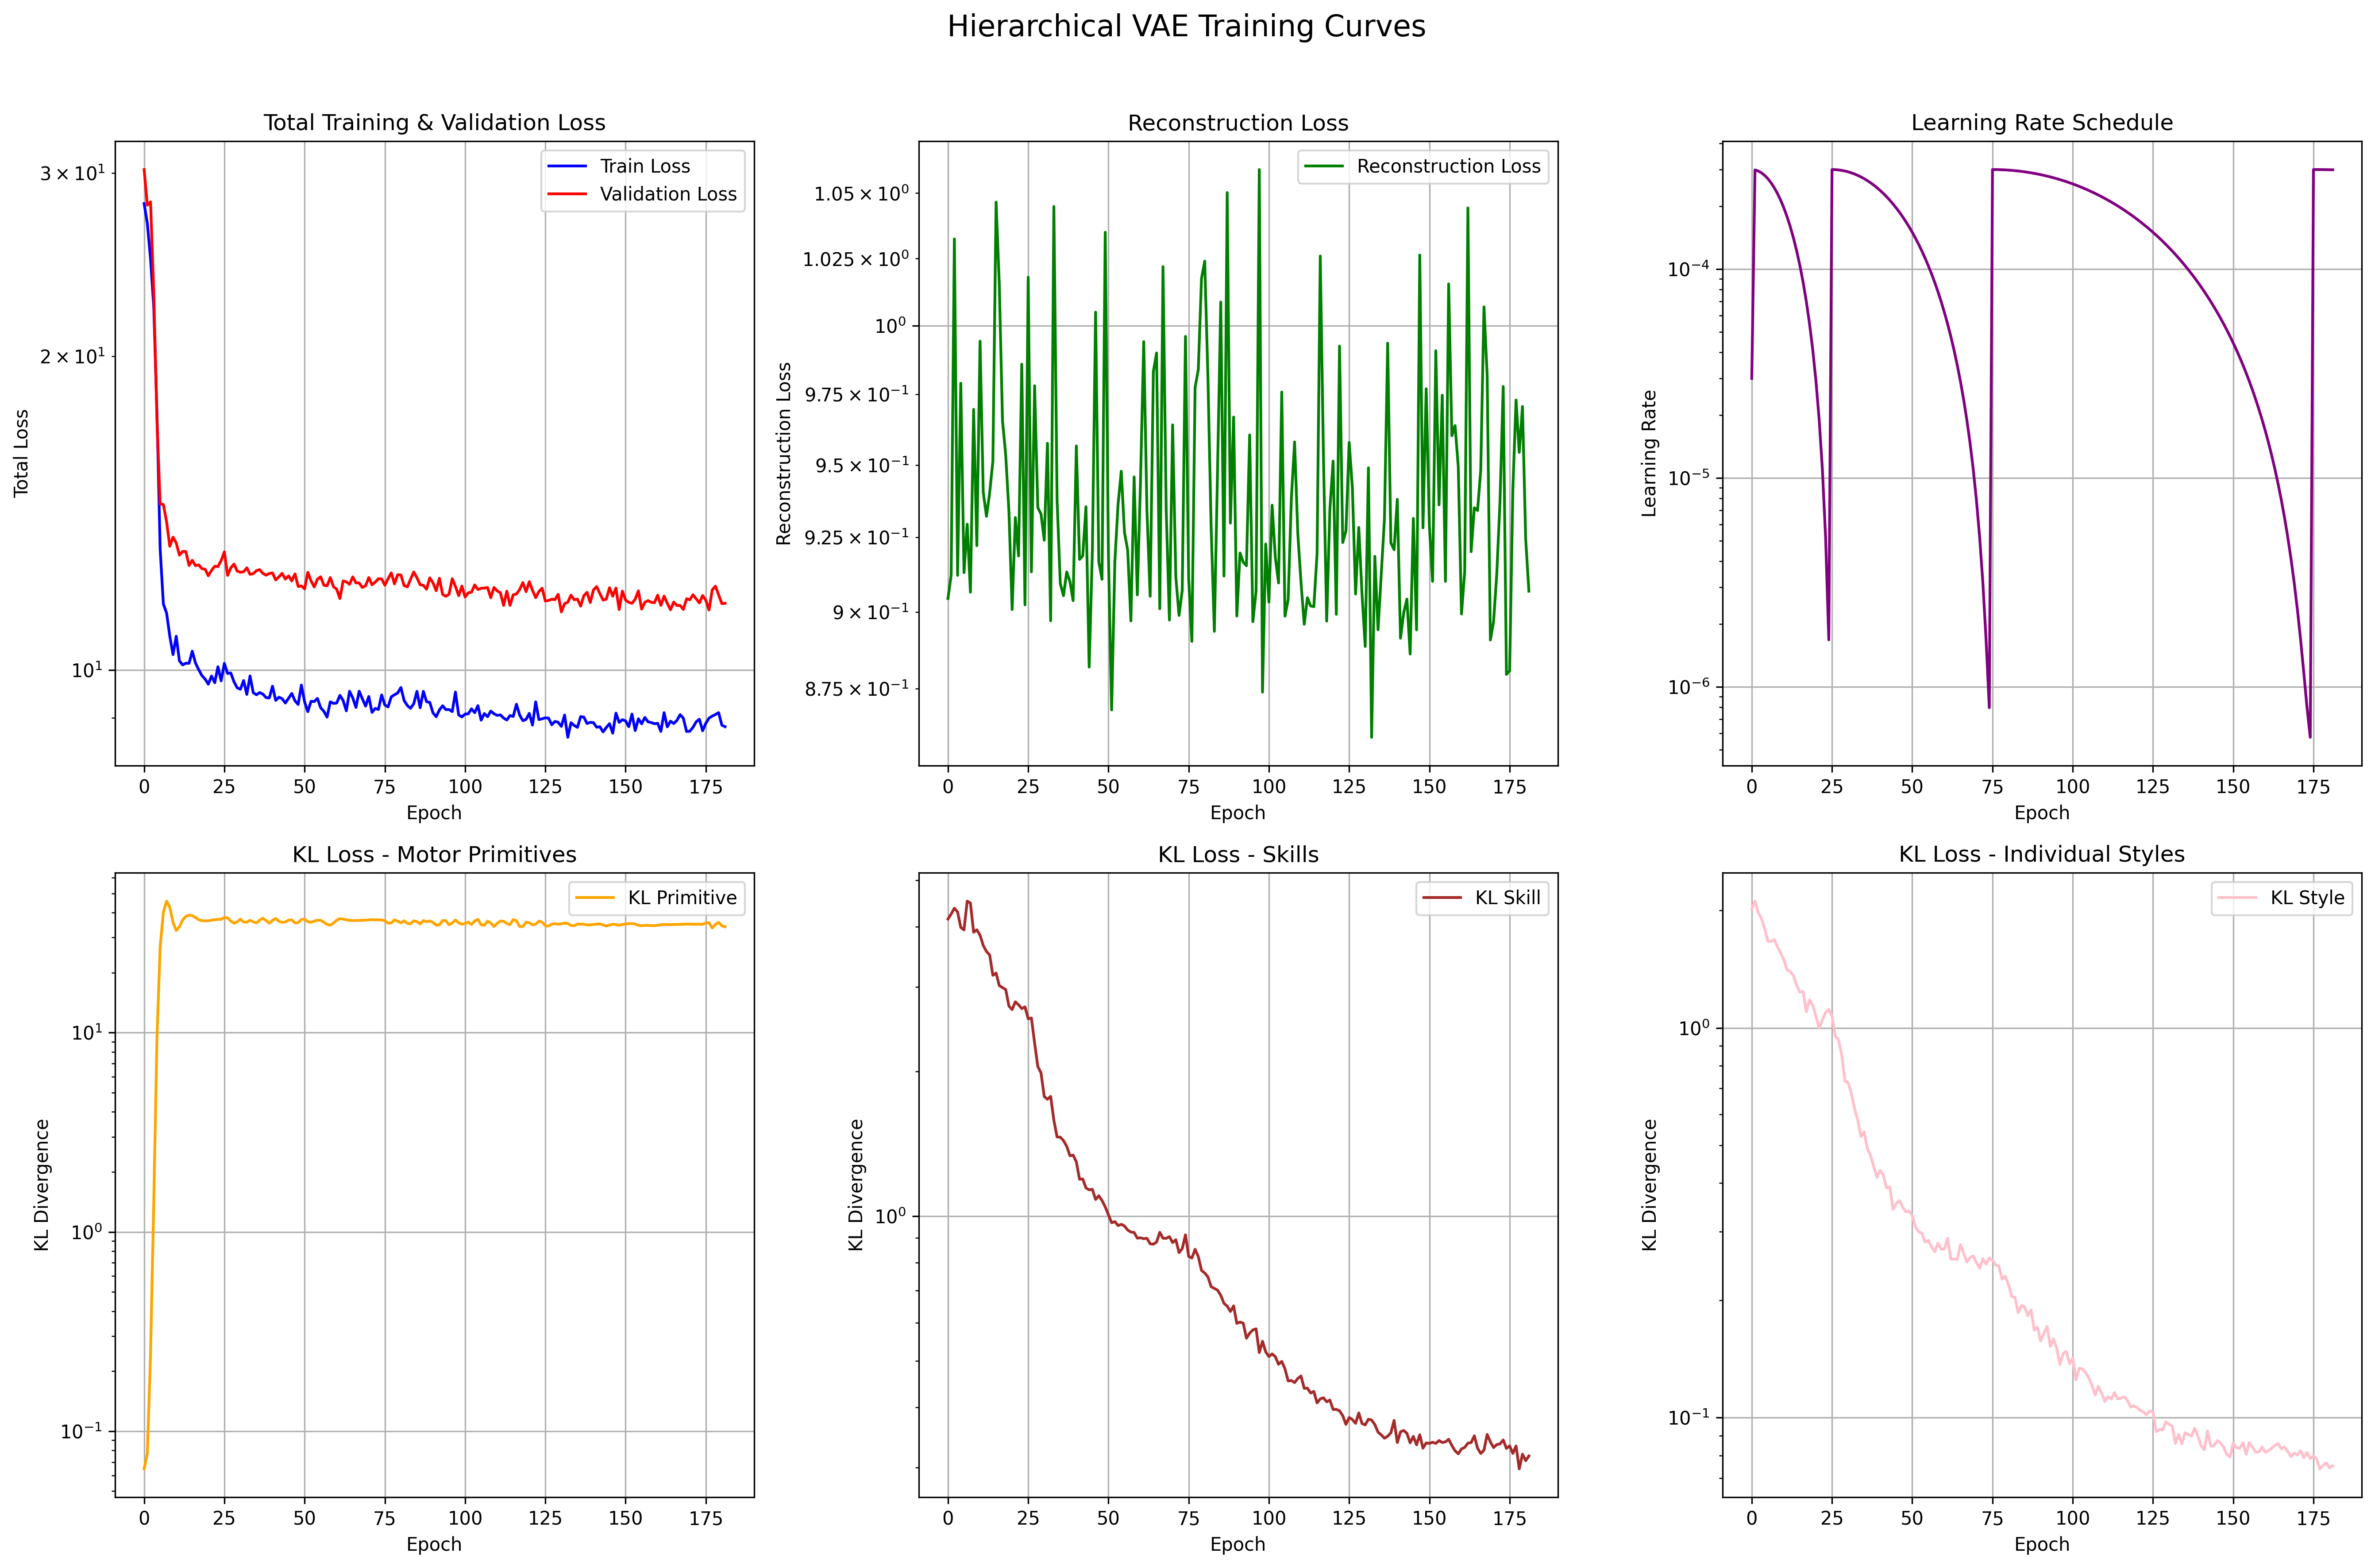 Hierarchical VAE Training Curves
Total Training & Validation Loss
Train Loss
Validation Loss
3 × 10¹
2 × 10¹
10¹
Total Loss
0 25 50 75 100 125 150 175
Epoch
Reconstruction Loss
Reconstruction Loss
1.05 × 10⁰
1.025 × 10⁰
10⁰
9.75 × 10⁻¹
9.5 × 10⁻¹
9.25 × 10⁻¹
9 × 10⁻¹
8.75 × 10⁻¹
Reconstruction Loss
0 25 50 75 100 125 150 175
Epoch
Learning Rate Schedule
10⁻⁴
10⁻⁵
10⁻⁶
Learning Rate
0 25 50 75 100 125 150 175
Epoch
KL Loss - Motor Primitives
KL Primitive
10¹
10⁰
10⁻¹
KL Divergence
0 25 50 75 100 125 150 175
Epoch
KL Loss - Skills
KL Skill
10⁰
KL Divergence
0 25 50 75 100 125 150 175
Epoch
KL Loss - Individual Styles
KL Style
10⁰
10⁻¹
KL Divergence
0 25 50 75 100 125 150 175
Epoch